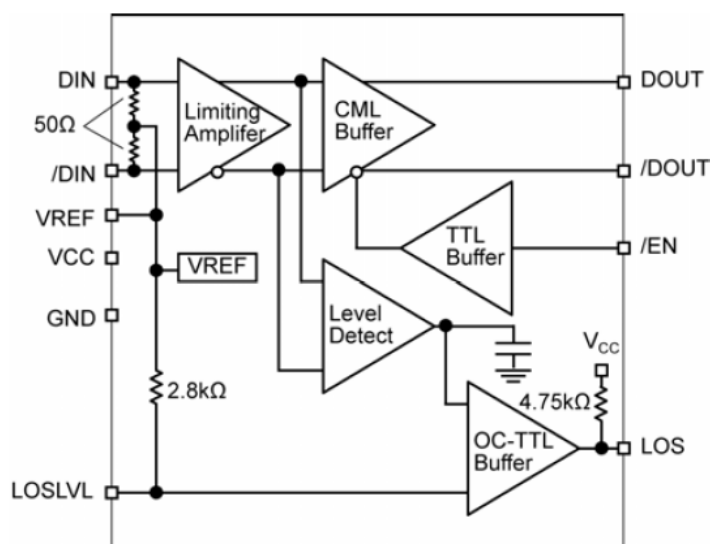 DIN
50Ω
/DIN
VREF
VCC
GND
LOSLVL
Limiting
Amplifer
CML
Buffer
DOUT
/DOUT
TTL
Buffer
/EN
VREF
Level
Detect
2.8kΩ
VCC
4.75kΩ
OC-TTL
Buffer
LOS